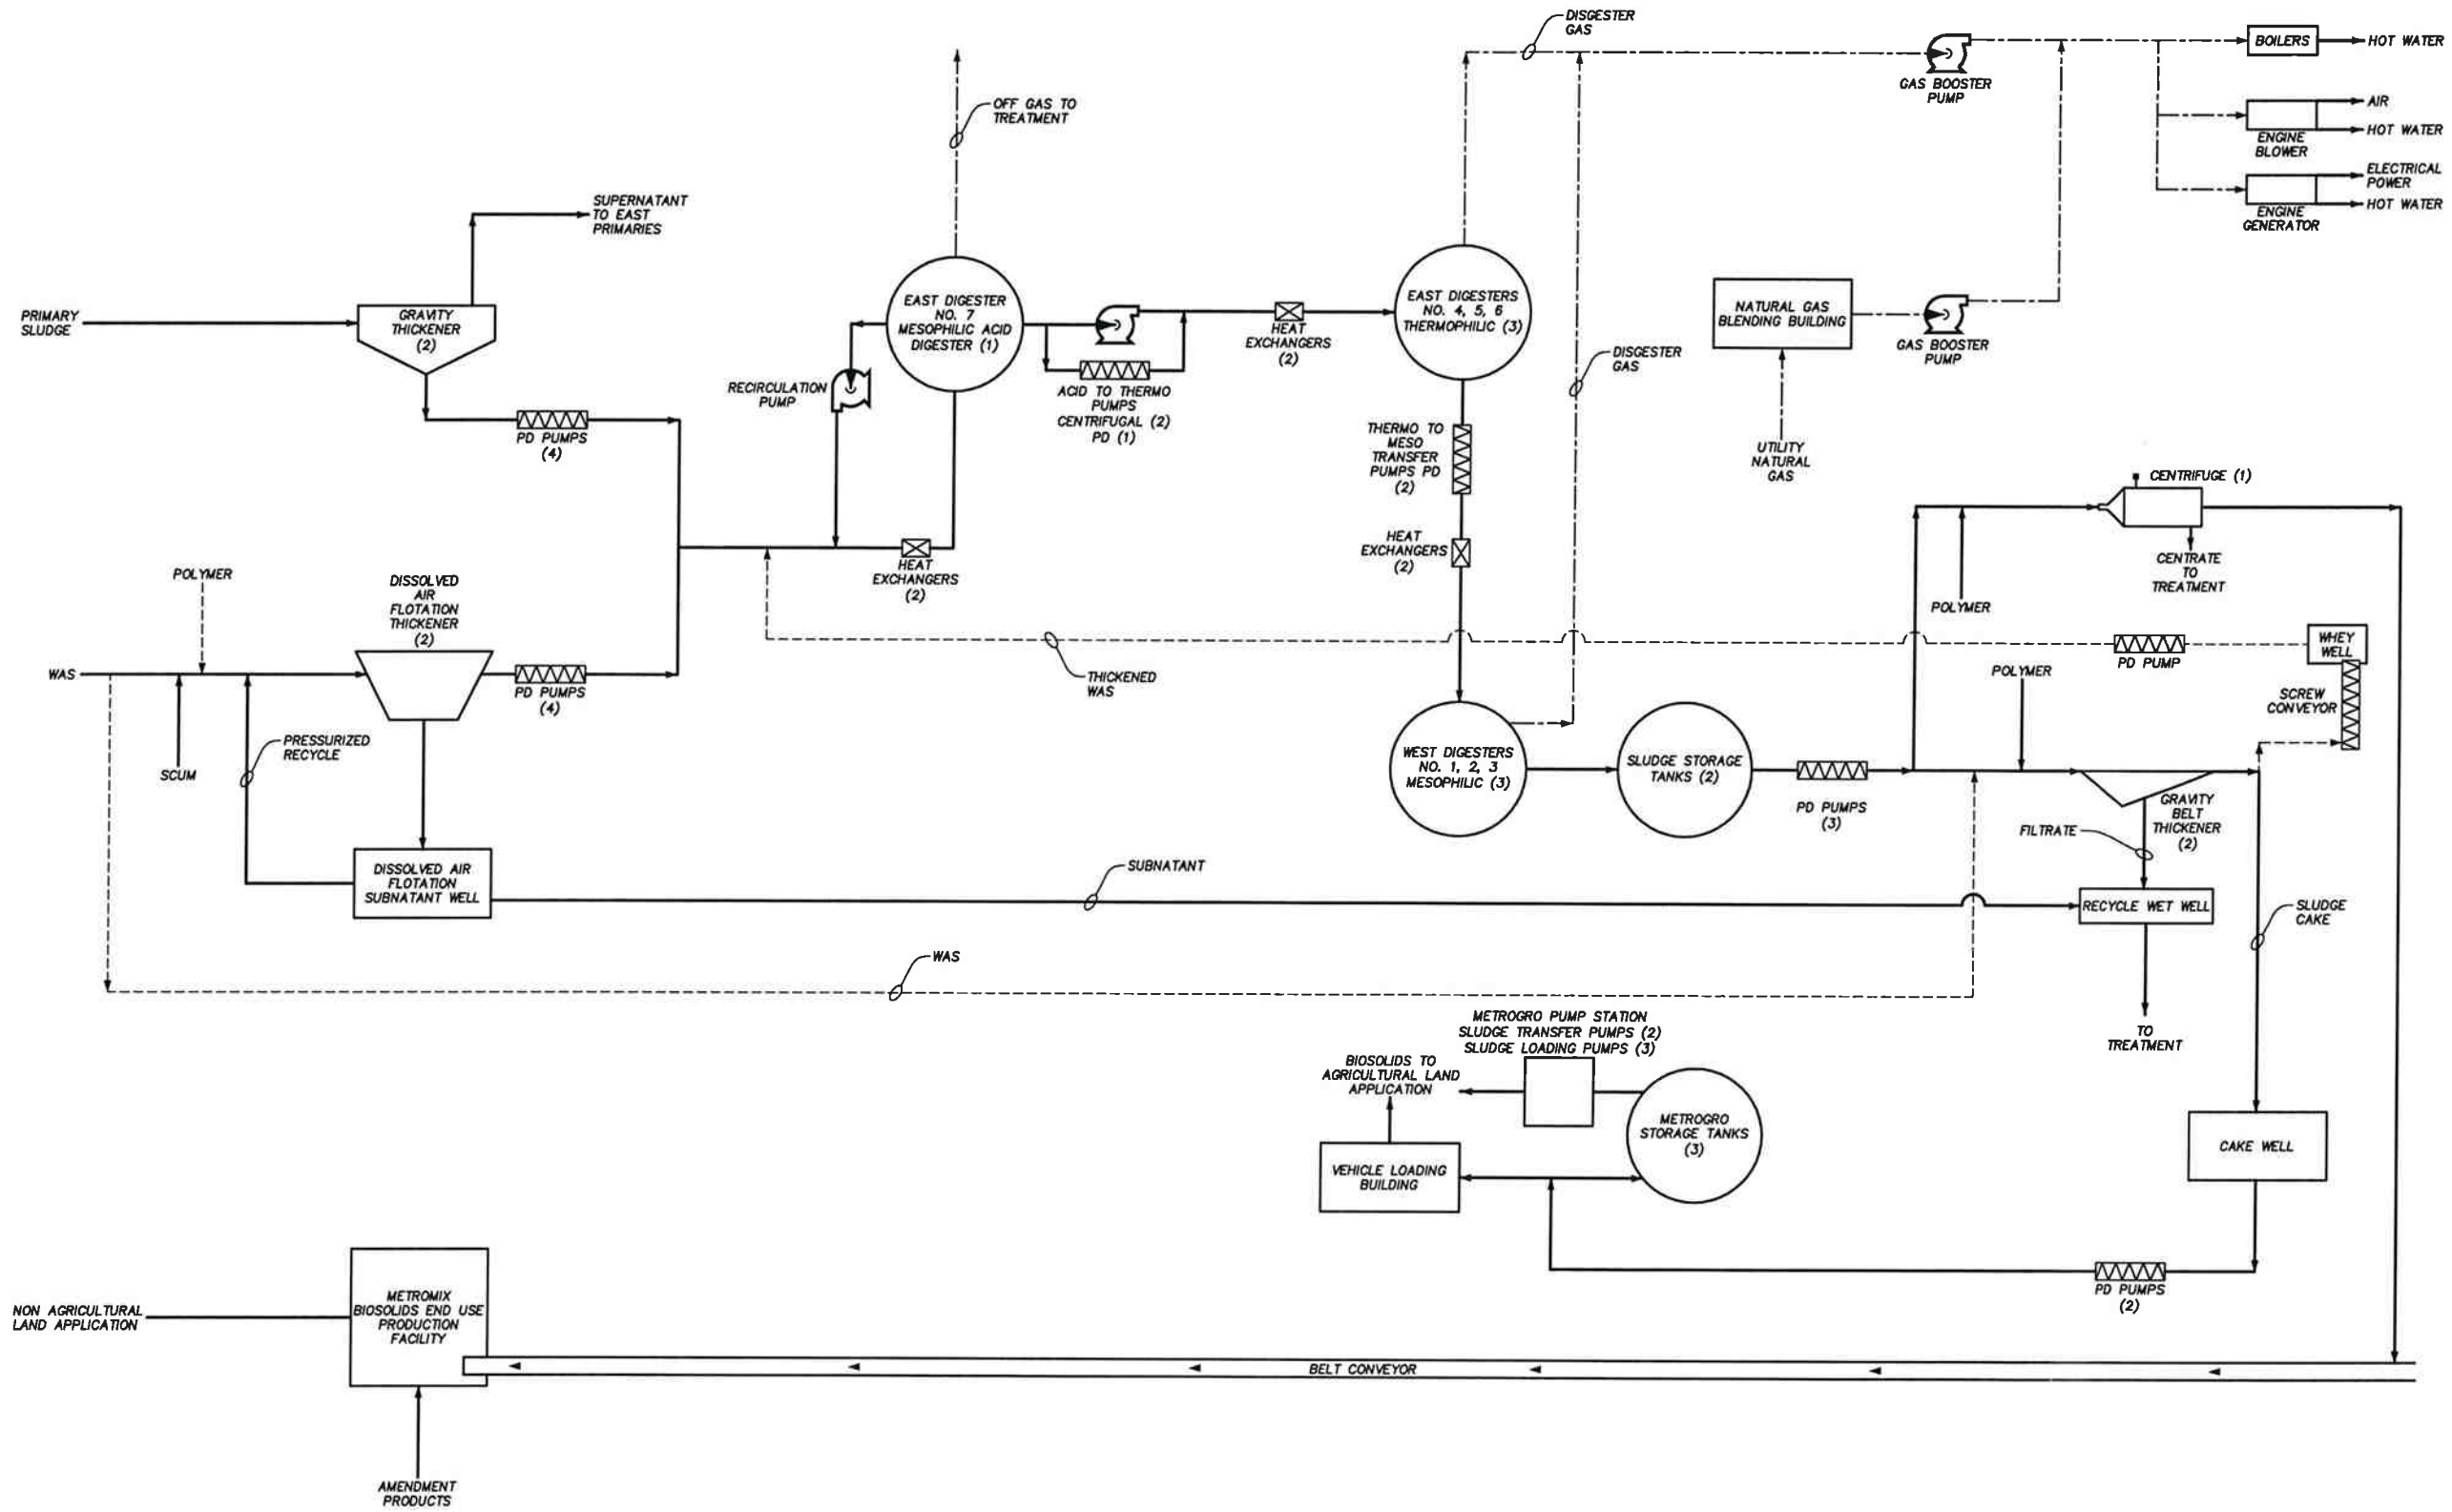 DISGESTER
GAS
BOILERS
HOT WATER
GAS BOOSTER
PUMP
AIR
HOT WATER
ENGINE
BLOWER
ELECTRICAL
POWER
HOT WATER
ENGINE
GENERATOR
OFF GAS TO
TREATMENT
SUPERNATANT
TO EAST
PRIMARIES
PRIMARY
SLUDGE
GRAVITY
THICKENER
(2)
PD PUMPS
(4)
RECIRCULATION
PUMP
EAST DIGESTER
NO. 7
MESOPHILIC ACID
DIGESTER (1)
ACID TO THERMO
PUMPS
CENTRIFUGAL (2)
PD (1)
HEAT
EXCHANGERS
(2)
EAST DIGESTERS
NO. 4, 5, 6
THERMOPHILIC (3)
DISGESTER
GAS
NATURAL GAS
BLENDING BUILDING
GAS BOOSTER
PUMP
UTILITY
NATURAL
GAS
THERMO TO
MESO
TRANSFER
PUMPS PD
(2)
HEAT
EXCHANGERS
(2)
CENTRIFUGE (1)
CENTRATE
TO
TREATMENT
POLYMER
HEAT
EXCHANGERS
(2)
POLYMER
DISSOLVED
AIR
FLOTATION
THICKENER
(2)
WAS
PD PUMPS
(4)
SCUM
PRESSURIZED
RECYCLE
THICKENED
WAS
WHEY
WELL
PD PUMP
SCREW
CONVEYOR
POLYMER
WEST DIGESTERS
NO. 1, 2, 3
MESOPHILIC (3)
SLUDGE STORAGE
TANKS (2)
PD PUMPS
(3)
GRAVITY
BELT
THICKENER
(2)
FILTRATE
DISSOLVED AIR
FLOTATION
SUBNATANT WELL
SUBNATANT
RECYCLE WET WELL
SLUDGE
CAKE
WAS
TO
TREATMENT
METROGRO PUMP STATION
SLUDGE TRANSFER PUMPS (2)
SLUDGE LOADING PUMPS (3)
BIOSOLIDS TO
AGRICULTURAL LAND
APPLICATION
METROGRO
STORAGE TANKS
(3)
VEHICLE LOADING
BUILDING
CAKE WELL
PD PUMPS
(2)
METROMIX
BIOSOLIDS END USE
PRODUCTION
FACILITY
NON AGRICULTURAL
LAND APPLICATION
BELT CONVEYOR
AMENDMENT
PRODUCTS